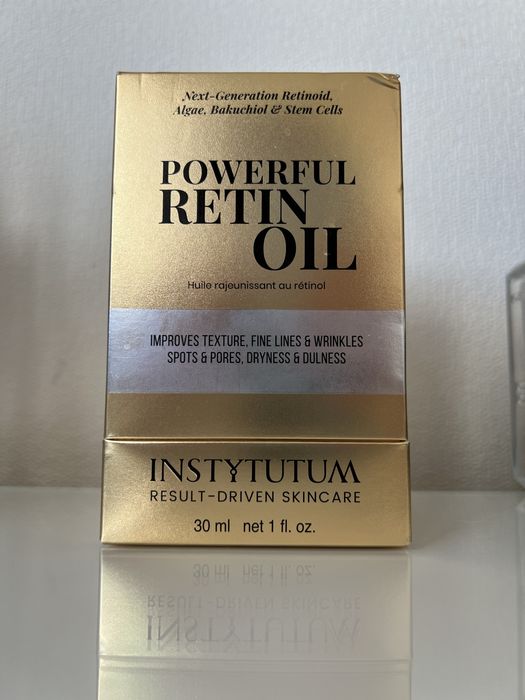 Next-Generation Retinoid,
Algae, Bakuchiol & Stem Cells
POWERFUL
RETIN
OIL
Huile rajeunissant au rétinol
IMPROVES TEXTURE, FINE LINES & WRINKLES
SPOTS & PORES, DRYNESS & DULNESS
INSTYTUTUM
RESULT-DRIVEN SKINCARE
30 ml net 1 fl. oz.